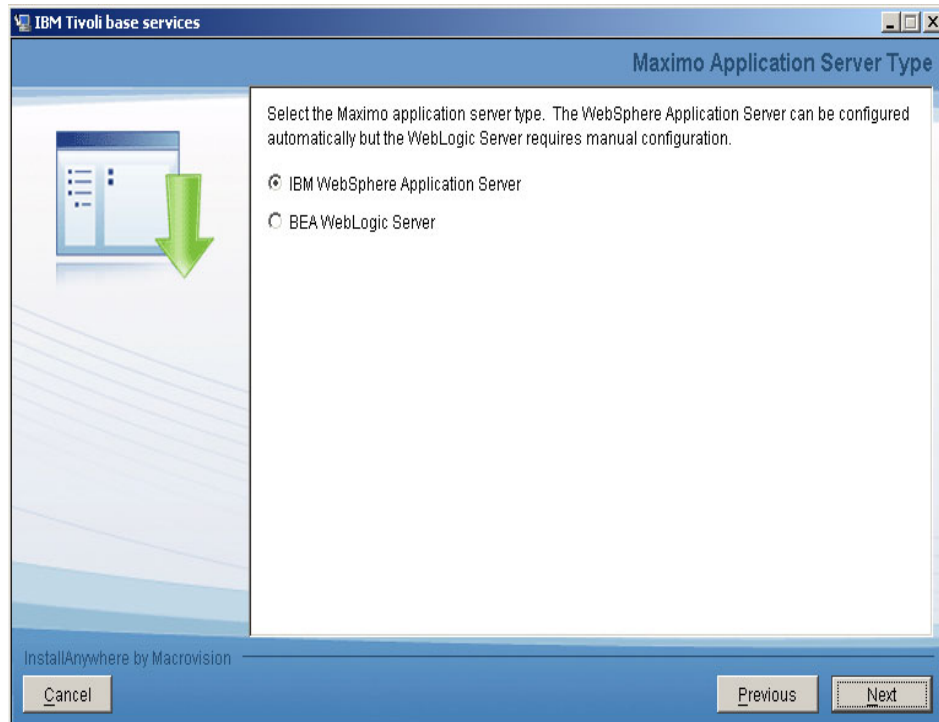 IBM Tivoli base services
Maximo Application Server Type
Select the Maximo application server type. The WebSphere Application Server can be configured
automatically but the WebLogic Server requires manual configuration.
IBM WebSphere Application Server
BEA WebLogic Server
InstallAnywhere by Macrovision
Cancel
Previous
Next